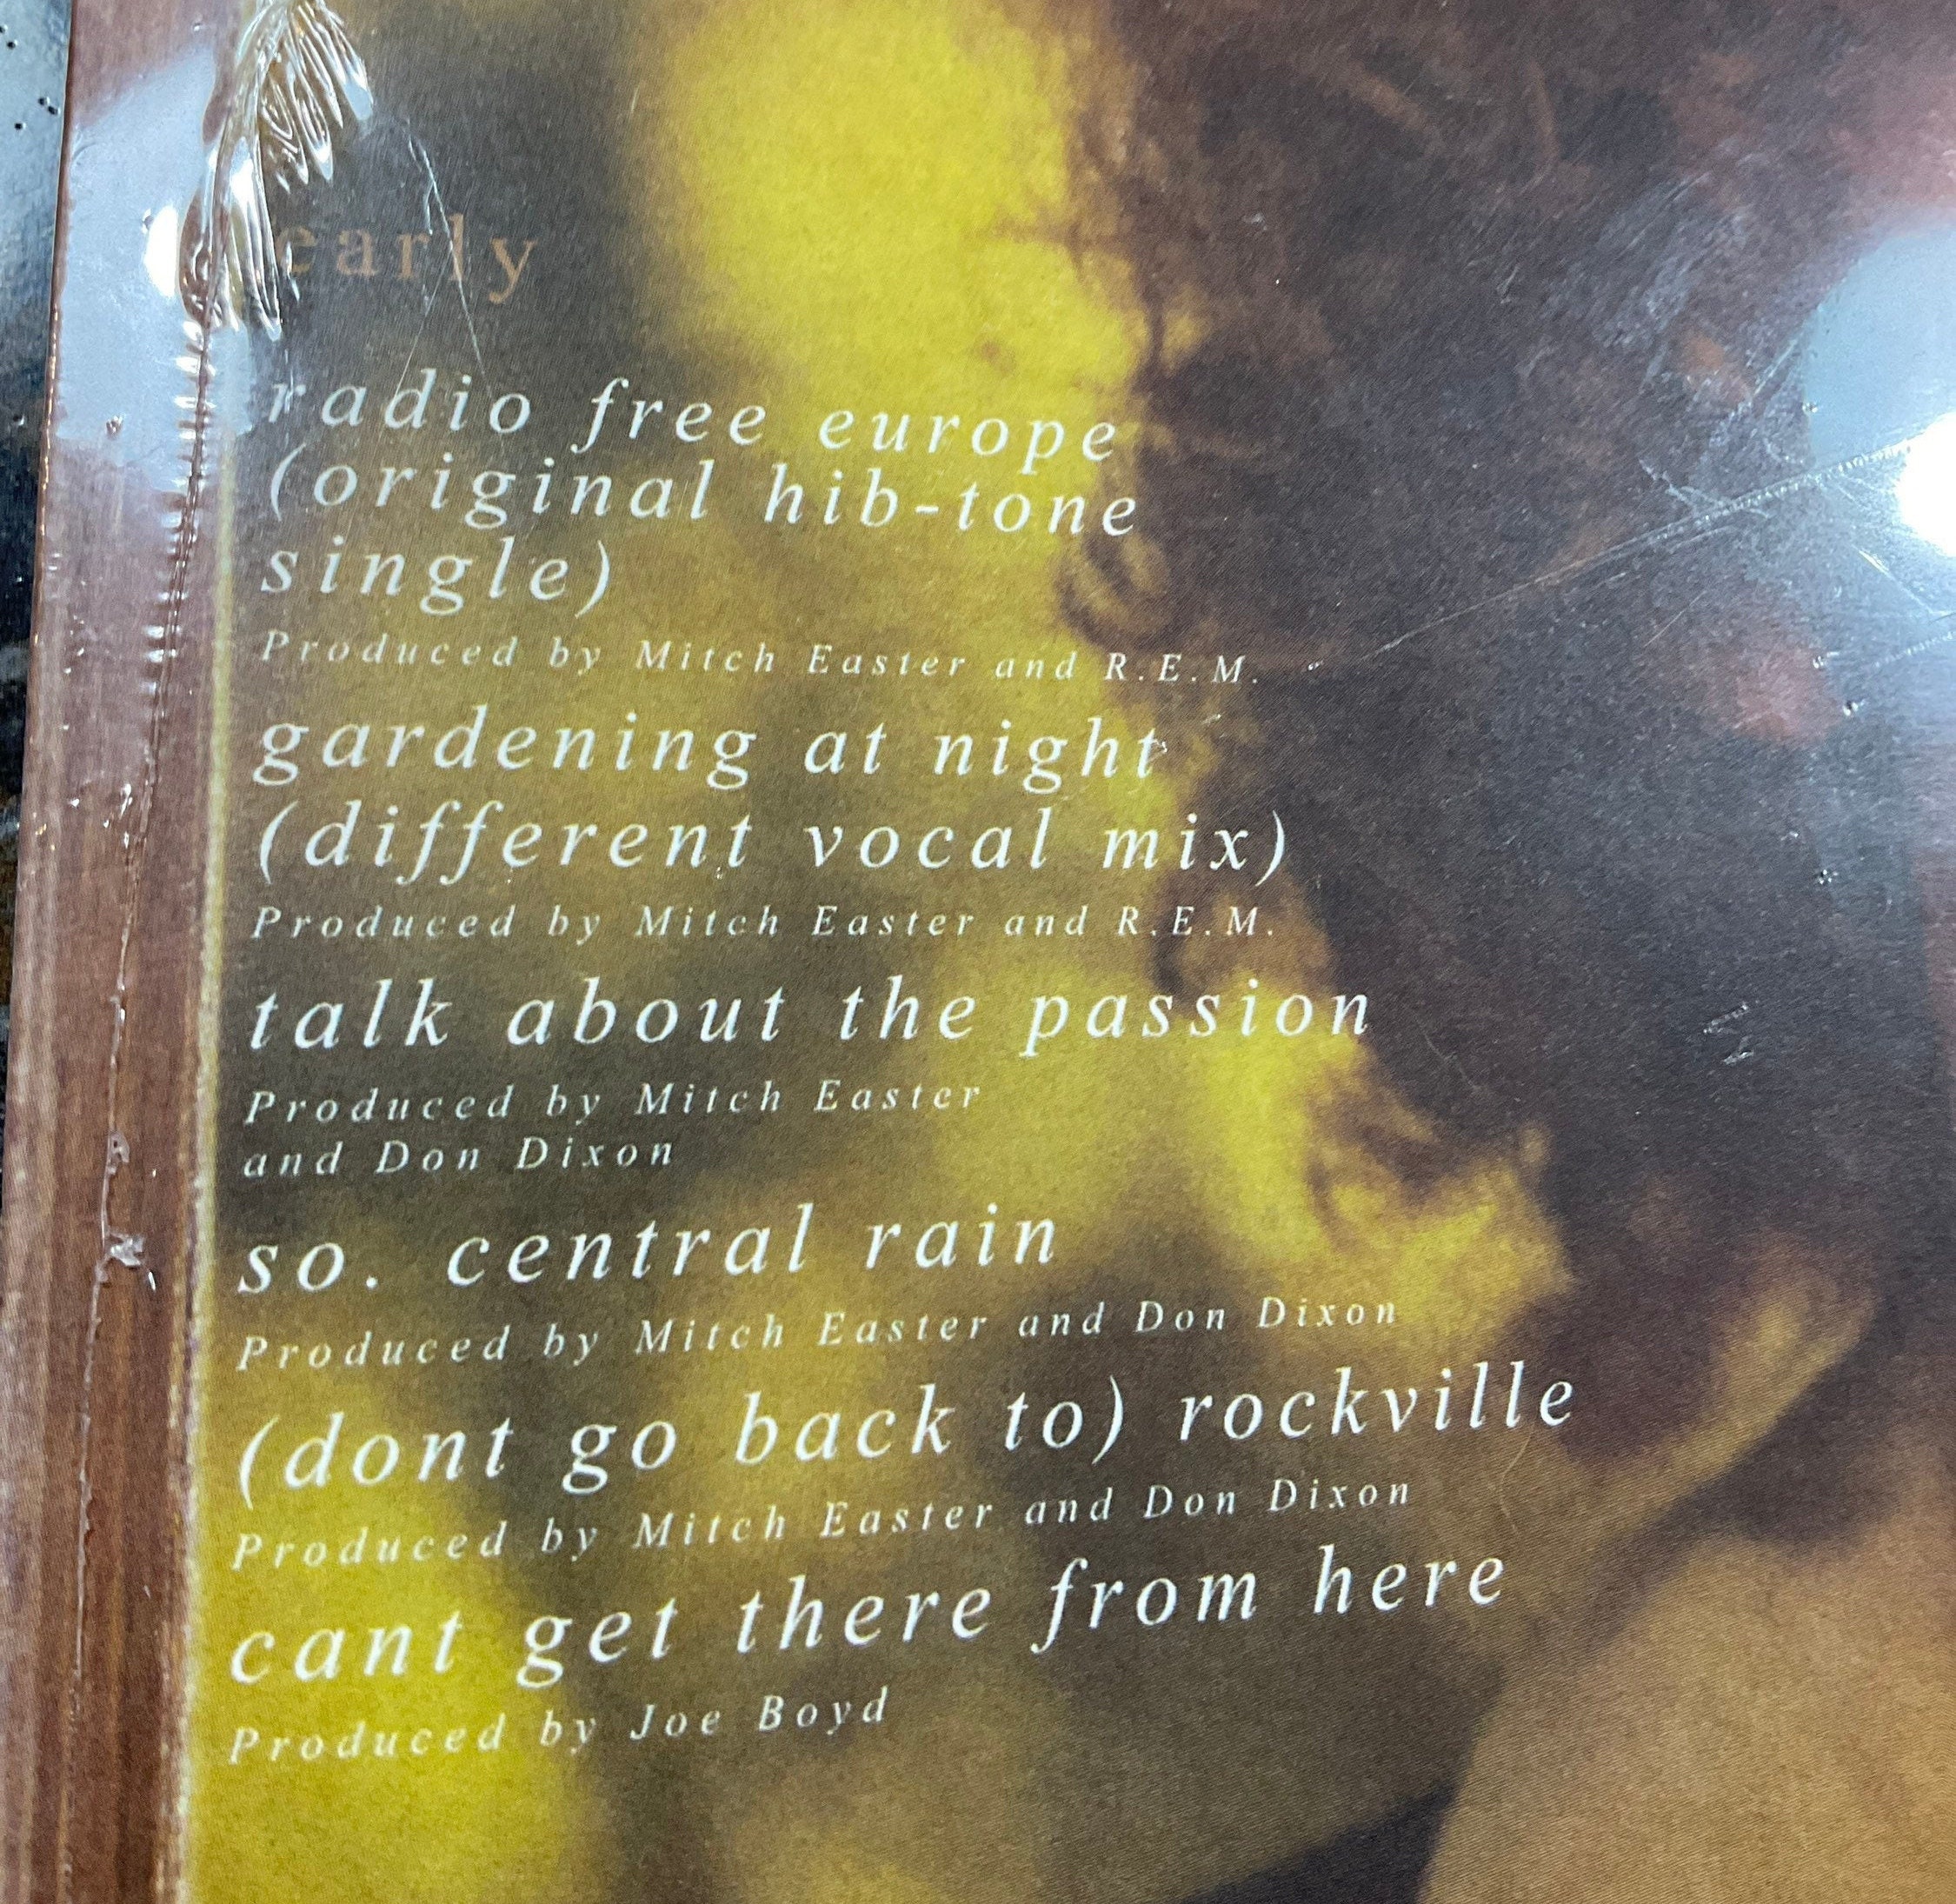 early
radio free europe
(original hib-tone
single)
Produced by Mitch Easter and R.E.M.
gardening at night
(different vocal mix)
Produced by Mitch Easter and R.E.M.
talk about the passion
Produced by Mitch Easter
and Don Dixon
so. central rain
Produced by Mitch Easter and Don Dixon
(dont go back to) rockville
Produced by Mitch Easter and Don Dixon
cant get there from here
Produced by Joe Boyd